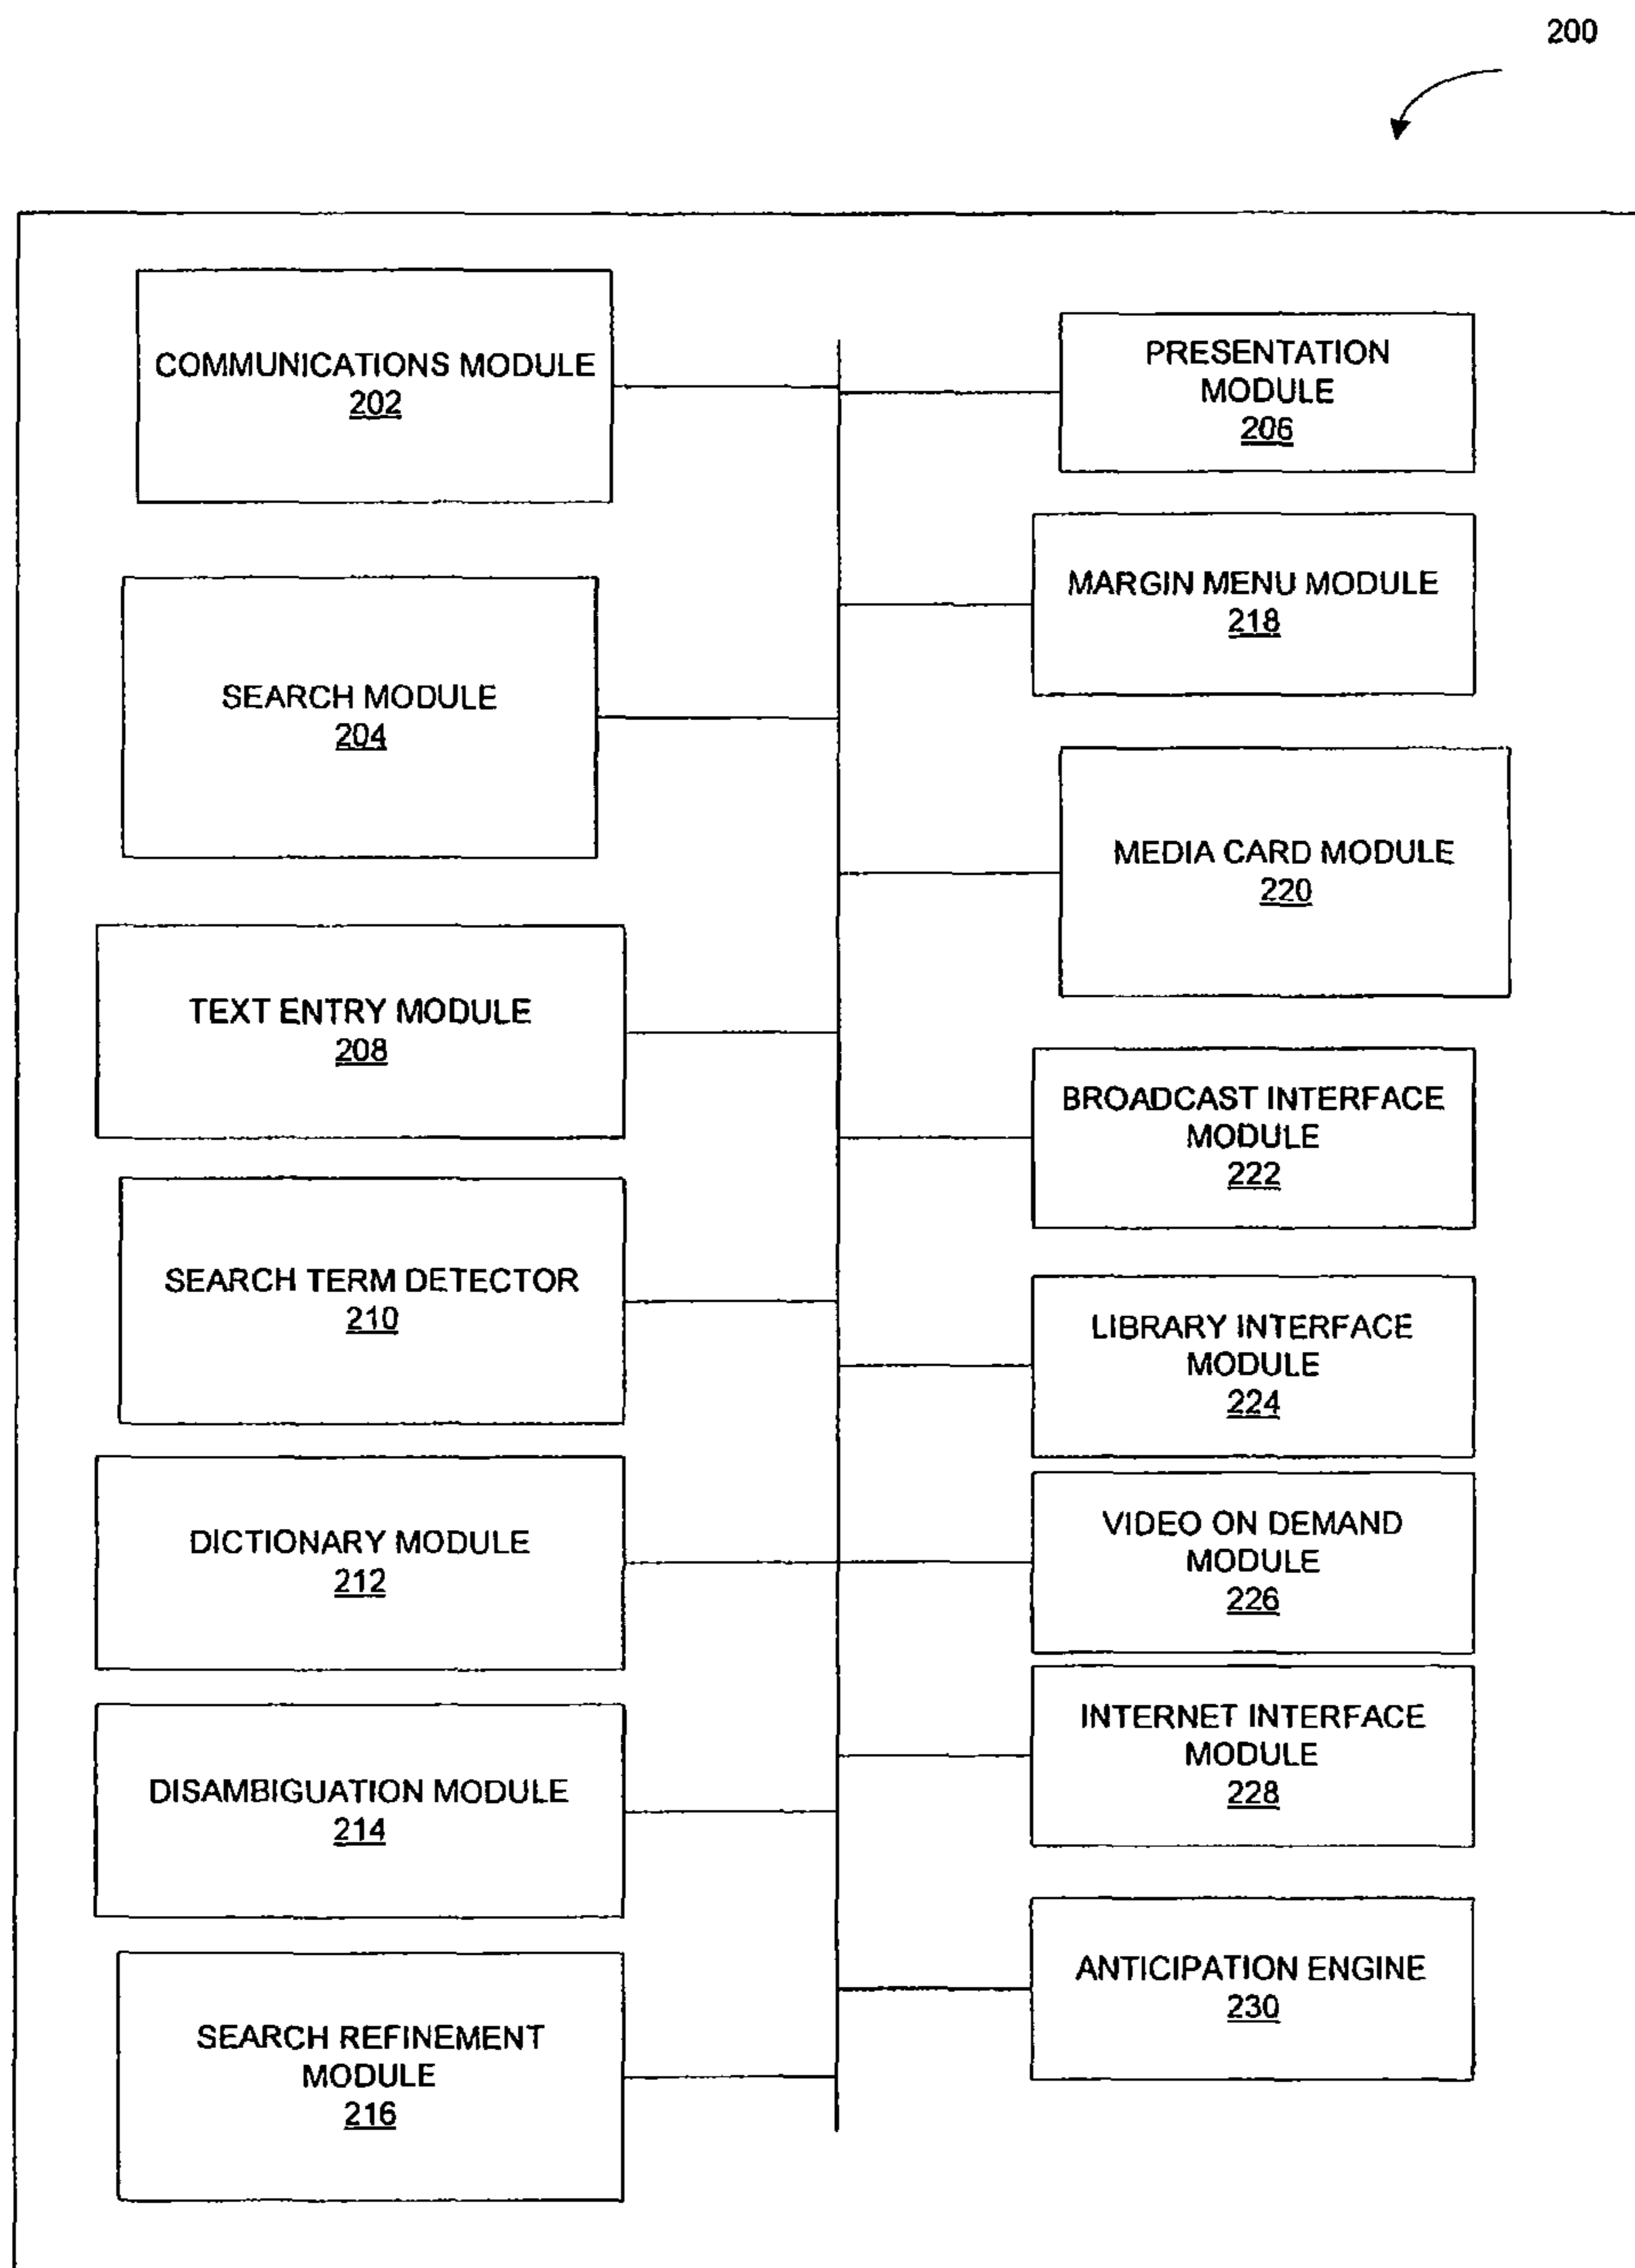 200
COMMUNICATIONS MODULE
202
SEARCH MODULE
204
TEXT ENTRY MODULE
208
SEARCH TERM DETECTOR
210
DICTIONARY MODULE
212
DISAMBIGUATION MODULE
214
SEARCH REFINEMENT
MODULE
216
PRESENTATION
MODULE
206
MARGIN MENU MODULE
218
MEDIA CARD MODULE
220
BROADCAST INTERFACE
MODULE
222
LIBRARY INTERFACE
MODULE
224
VIDEO ON DEMAND
MODULE
226
INTERNET INTERFACE
MODULE
228
ANTICIPATION ENGINE
230